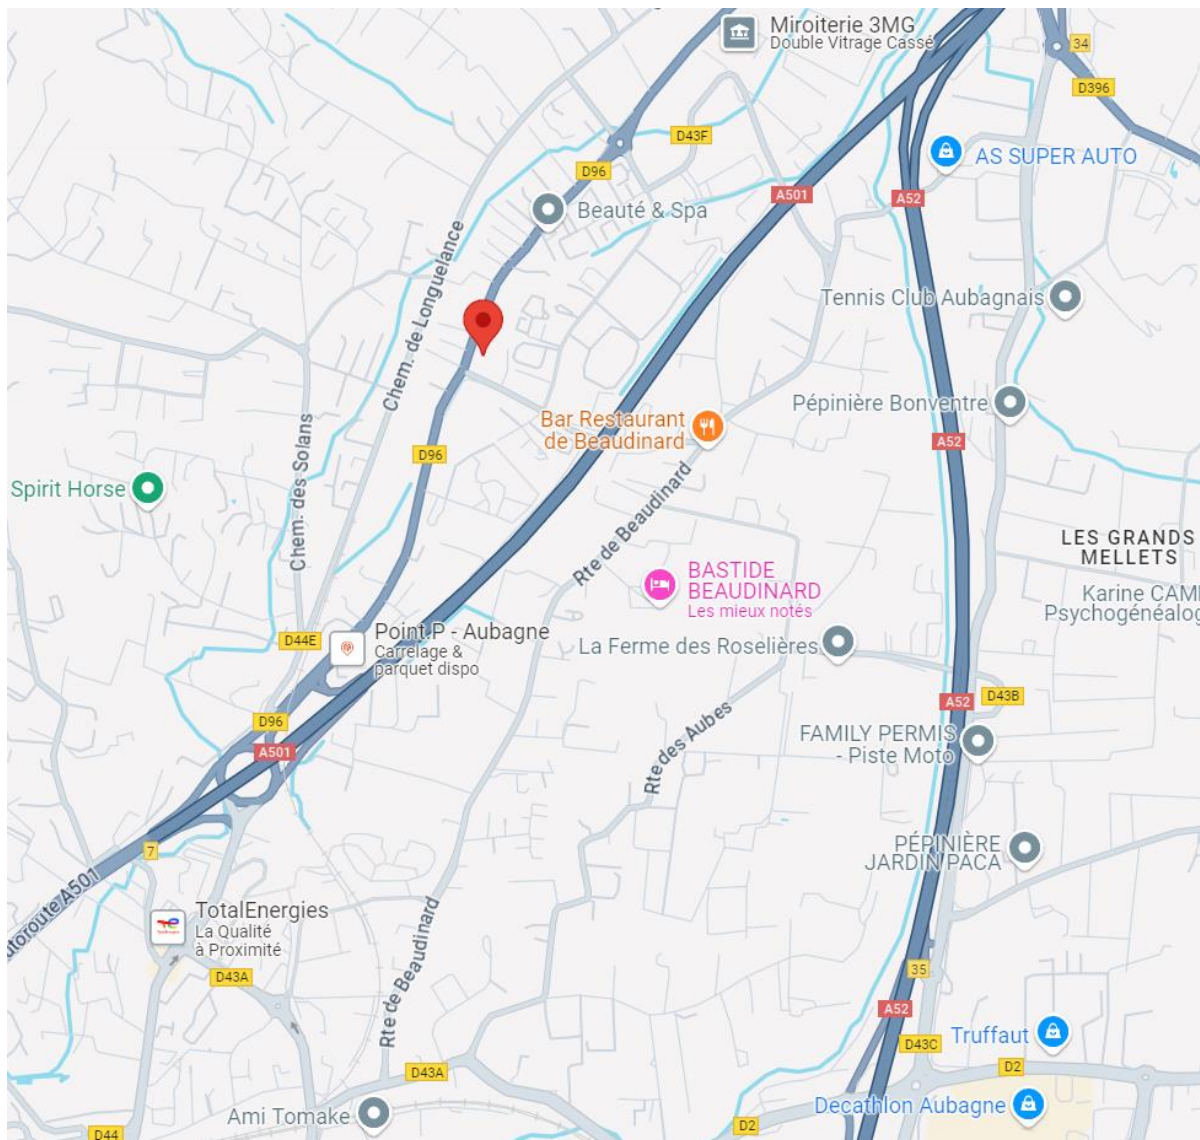 Miroiterie 3MG
Double Vitrage Cassé
34
D396
D43F
AS SUPER AUTO
D96
A501
A52
Beauté & Spa
Chem. de Longuelance
Tennis Club Aubagnais
Pépinière Bonventre
Bar Restaurant
de Beaudinard
A52
D96
Chem. des Solans
Spirit Horse
Rte de Beaudinard
LES GRANDS
MELLETS
BASTIDE
BEAUDINARD
Les mieux notés
Karine CAMI
Psychogénéalog
D44E
Point.P - Aubagne
Carrelage &
parquet dispo
La Ferme des Roselières
D43B
A52
D96
A501
Rte des Aubes
FAMILY PERMIS
- Piste Moto
7
PÉPINIÈRE
JARDIN PACA
utoroute A501
TotalEnergies
La Qualité
à Proximité
Rte de Beaudinard
D43A
35
A52
Truffaut
D43C
D2
D43A
Decathlon Aubagne
Ami Tomake
D2
D44